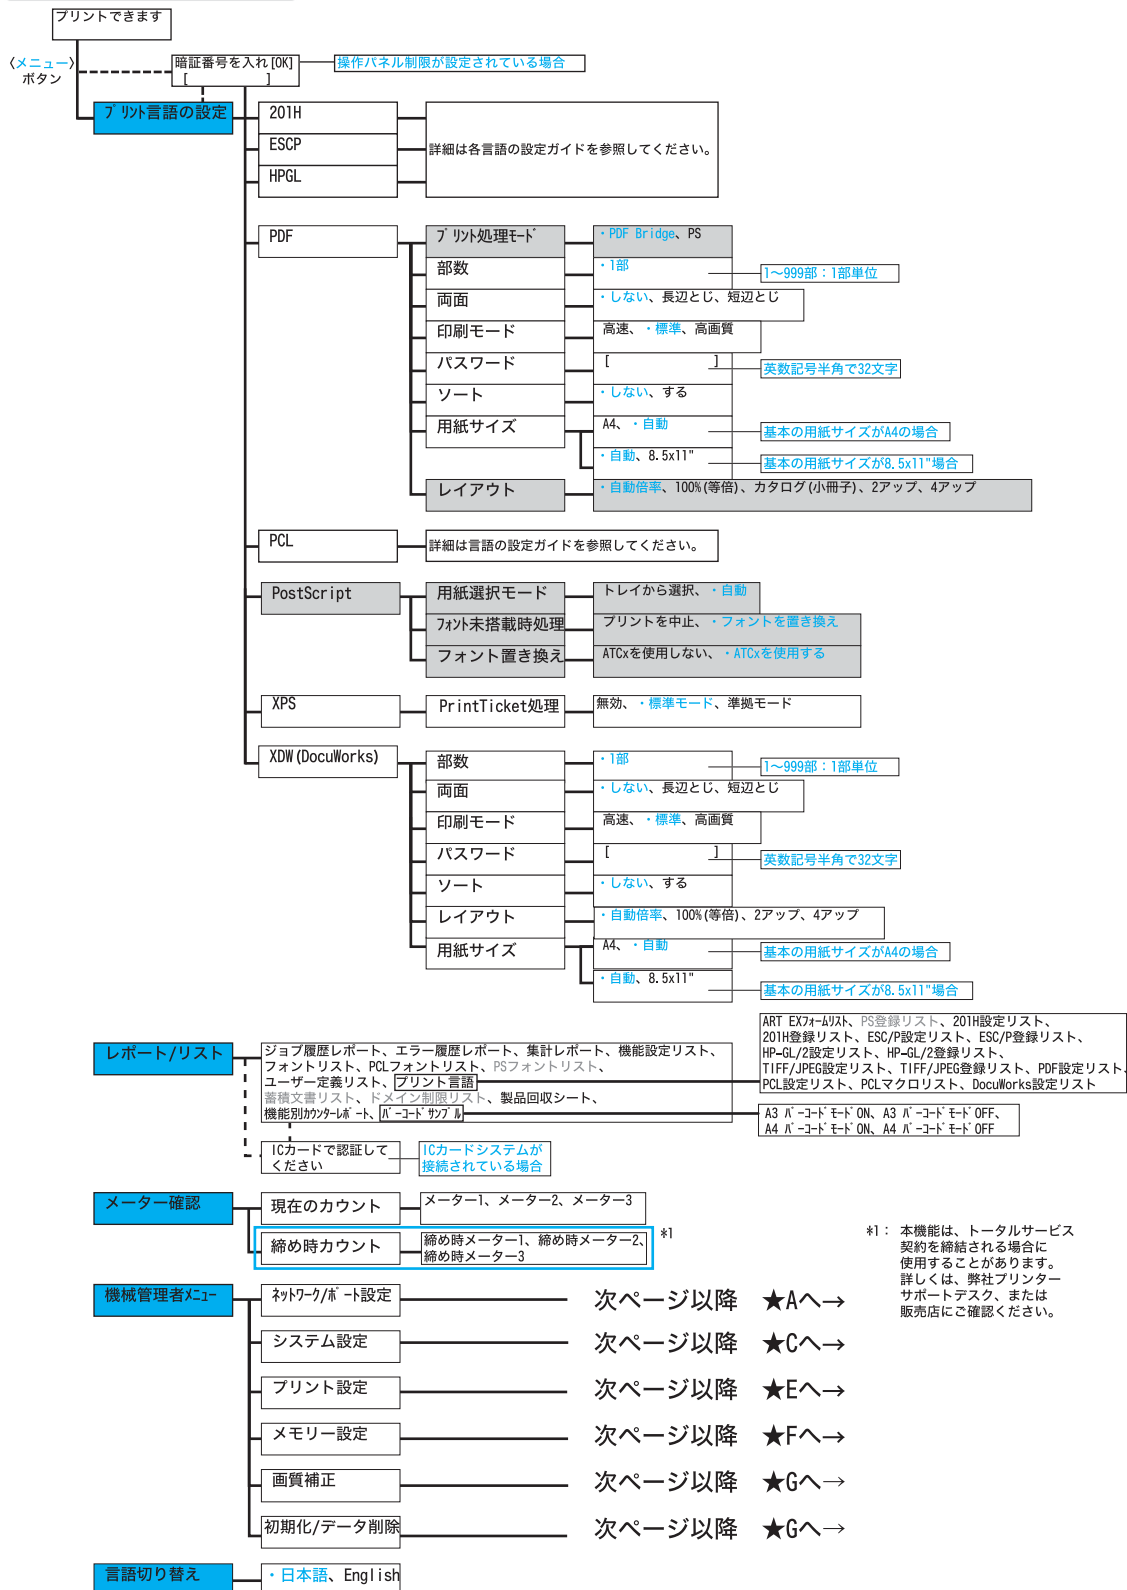 プリントできます
〈メニュー〉
ボタン
暗証番号を入れ[OK]
[ ]
操作パネル制限が設定されている場合
プリント言語の設定
201H
ESCP
HPGL
詳細は各言語の設定ガイドを参照してください。
PDF
プリント処理モード
・PDF Bridge、PS
部数
・1部
1〜999部：1部単位
両面
・しない、長辺とじ、短辺とじ
印刷モード
高速、・標準、高画質
パスワード
[ ]
英数記号半角で32文字
ソート
・しない、する
用紙サイズ
A4、・自動
基本の用紙サイズがA4の場合
・自動、8.5x11"
基本の用紙サイズが8.5x11"場合
レイアウト
・自動倍率、100%(等倍)、カタログ(小冊子)、2アップ、4アップ
PCL
詳細は言語の設定ガイドを参照してください。
PostScript
用紙選択モード
トレイから選択、・自動
フォント未搭載時処理
プリントを中止、・フォントを置き換え
フォント置き換え
ATCxを使用しない、・ATCxを使用する
XPS
PrintTicket処理
無効、・標準モード、準拠モード
XDW(DocuWorks)
部数
・1部
1〜999部：1部単位
両面
・しない、長辺とじ、短辺とじ
印刷モード
高速、・標準、高画質
パスワード
[ ]
英数記号半角で32文字
ソート
・しない、する
レイアウト
・自動倍率、100%(等倍)、2アップ、4アップ
用紙サイズ
A4、・自動
基本の用紙サイズがA4の場合
・自動、8.5x11"
基本の用紙サイズが8.5x11"場合
レポート/リスト
ジョブ履歴レポート、エラー履歴レポート、集計レポート、機能設定リスト、
フォントリスト、PCLフォントリスト、PSフォントリスト、
ユーザー定義リスト、プリント言語
蓄積文書リスト、ドメイン制限リスト、製品回収シート、
機能別カウンターレポート、バーコードサンプル
ART EXフォームリスト、PS登録リスト、201H設定リスト、
201H登録リスト、ESC/P設定リスト、ESC/P登録リスト、
HP-GL/2設定リスト、HP-GL/2登録リスト、
TIFF/JPEG設定リスト、TIFF/JPEG登録リスト、PDF設定リスト、
PCL設定リスト、PCLマクロリスト、DocuWorks設定リスト
A3 バーコードモードON、A3 バーコードモードOFF、
A4 バーコードモードON、A4 バーコードモードOFF
ICカードで認証して
ください
ICカードシステムが
接続されている場合
メーター確認
現在のカウント
メーター1、メーター2、メーター3
締め時カウント
締め時メーター1、締め時メーター2、
締め時メーター3
*1
*1： 本機能は、トータルサービス
契約を締結される場合に
使用することがあります。
詳しくは、弊社プリンター
サポートデスク、または
販売店にご確認ください。
機械管理者メニュー
ネットワーク/ポート設定
次ページ以降 ★Aへ→
システム設定
次ページ以降 ★Cへ→
プリント設定
次ページ以降 ★Eへ→
メモリー設定
次ページ以降 ★Fへ→
画質補正
次ページ以降 ★Gへ→
初期化/データ削除
次ページ以降 ★Gへ→
言語切り替え
・日本語、English